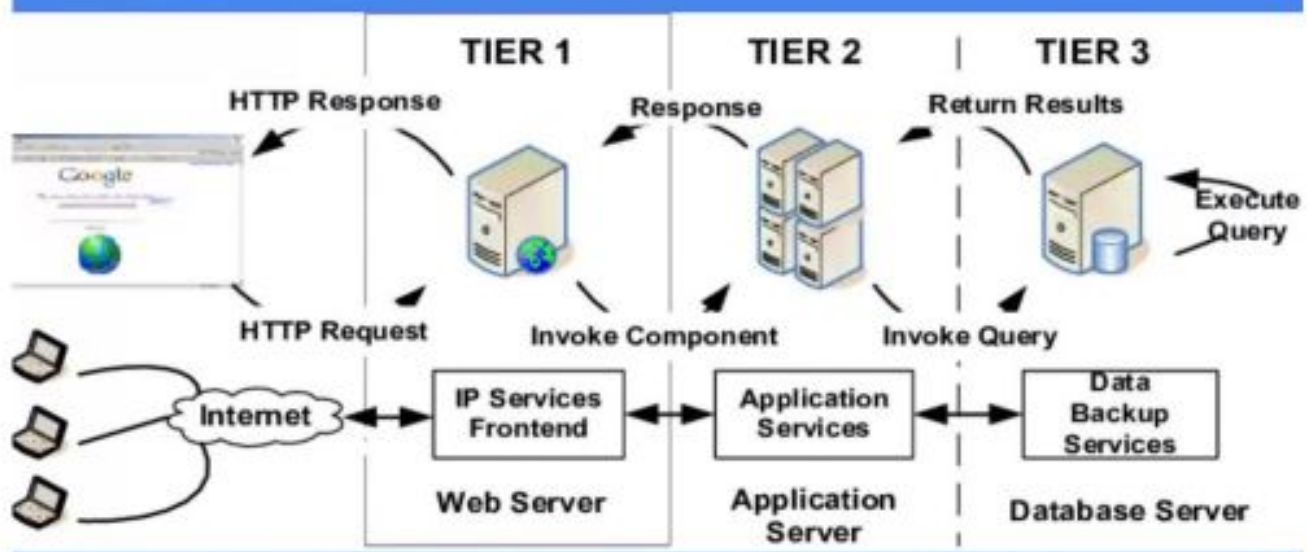 TIER 1
TIER 2
TIER 3
HTTP Response
Response
Return Results
Google
Execute
Query
HTTP Request
Invoke Component
Invoke Query
Internet
IP Services
Frontend
Application
Services
Data
Backup
Services
Web Server
Application
Server
Database Server